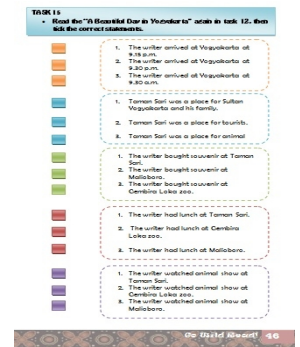 TASK 15
• Read the "A Beautiful Day in Yogyakarta" again in task 12. then
tick the correct statements.
1. The writer arrived at Yogyakarta at
9.15 p.m.
2. The writer arrived at Yogyakarta at
9.30 p.m.
3. The writer arrived at Yogyakarta at
9.30 a.m.
1. Taman Sari was a place for Sultan
Yogyakarta and his family.
2. Taman Sari was a place for tourists.
3. Taman Sari was a place for animal
1. The writer bought souvenir at Taman
Sari.
2. The writer bought souvenir at
Malioboro.
3. The writer bought souvenir at
Gembira Loka zoo.
1. The writer had lunch at Taman Sari.
2. The writer had lunch at Gembira
Loka zoo.
3. The writer had lunch at Malioboro.
1. The writer watched animal show at
Taman Sari.
2. The writer watched animal show at
Gembira Loka zoo.
3. The writer watched animal show at
Malioboro.
46